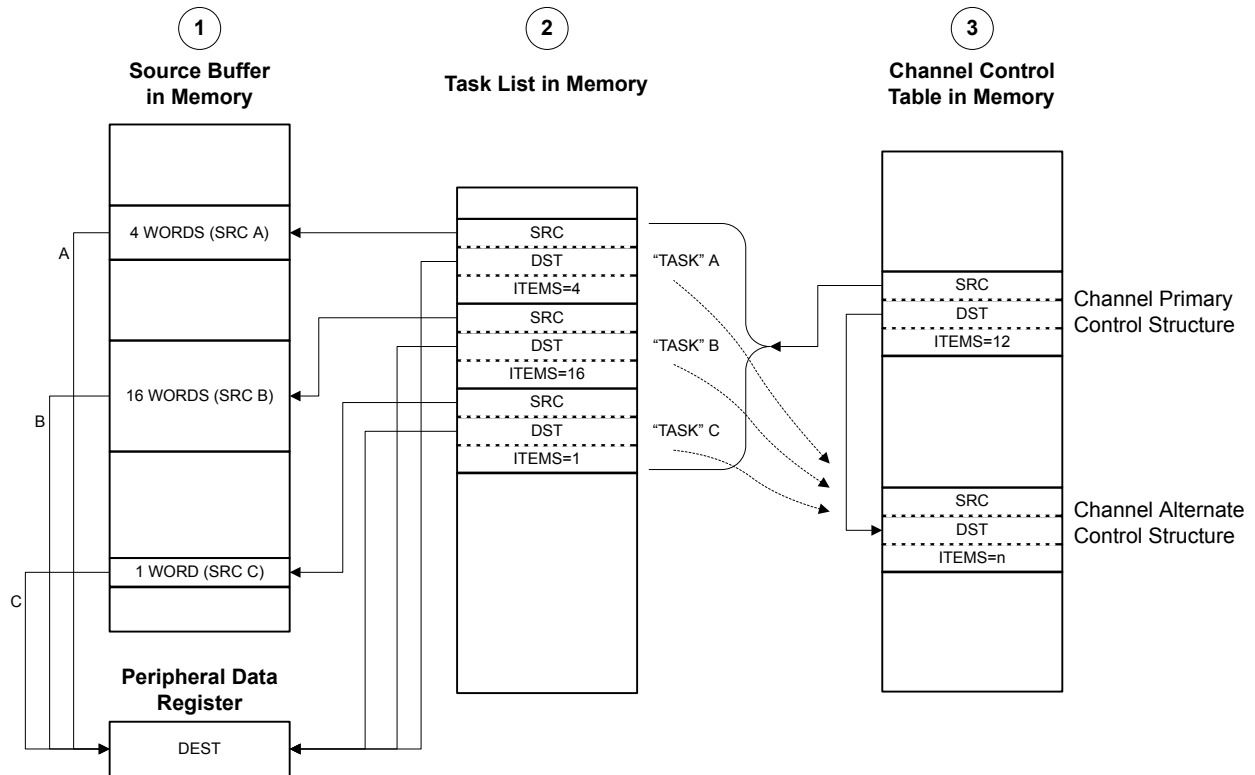 1
Source Buffer
in Memory
4 WORDS (SRC A)
16 WORDS (SRC B)
1 WORD (SRC C)
A
B
C
Peripheral Data
Register
DEST
2
Task List in Memory
SRC
DST
ITEMS=4
SRC
DST
ITEMS=16
SRC
DST
ITEMS=1
"TASK" A
"TASK" B
"TASK" C
3
Channel Control
Table in Memory
SRC
DST
ITEMS=12
Channel Primary
Control Structure
SRC
DST
ITEMS=n
Channel Alternate
Control Structure